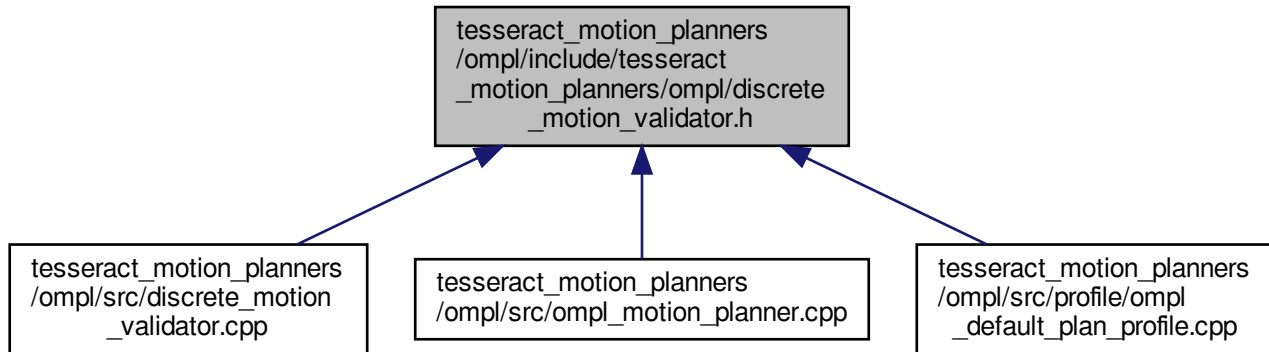 tesseract_motion_planners
/ompl/include/tesseract
_motion_planners/ompl/discrete
_motion_validator.h
tesseract_motion_planners
/ompl/src/discrete_motion
_validator.cpp
tesseract_motion_planners
/ompl/src/ompl_motion_planner.cpp
tesseract_motion_planners
/ompl/src/profile/ompl
_default_plan_profile.cpp